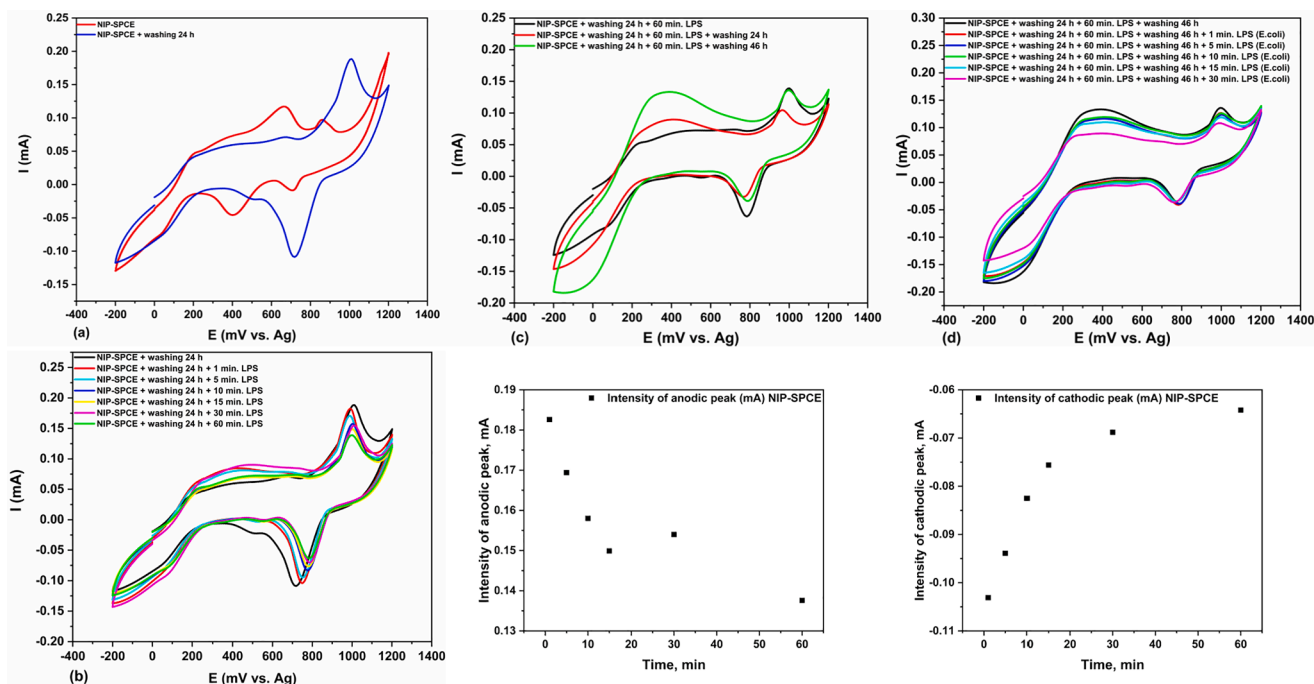 NIP-SPCE
NIP-SPCE + washing 24 h
0.25
0.20
0.15
0.10
0.05
0.00
-0.05
-0.10
-0.15
I (mA)
-400 -200 0 200 400 600 800 1000 1200 1400
(a)
E (mV vs. Ag)
NIP-SPCE + washing 24 h + 60 min. LPS
NIP-SPCE + washing 24 h + 60 min. LPS + washing 24 h
NIP-SPCE + washing 24 h + 60 min. LPS + washing 46 h
0.25
0.20
0.15
0.10
0.05
0.00
-0.05
-0.10
-0.15
-0.20
I (mA)
-400 -200 0 200 400 600 800 1000 1200 1400
(c)
E (mV vs. Ag)
NIP-SPCE + washing 24 h + 60 min. LPS + washing 46 h
NIP-SPCE + washing 24 h + 60 min. LPS + washing 46 h + 1 min. LPS (E.coli)
NIP-SPCE + washing 24 h + 60 min. LPS + washing 46 h + 5 min. LPS (E.coli)
NIP-SPCE + washing 24 h + 60 min. LPS + washing 46 h + 10 min. LPS (E.coli)
NIP-SPCE + washing 24 h + 60 min. LPS + washing 46 h + 15 min. LPS (E.coli)
NIP-SPCE + washing 24 h + 60 min. LPS + washing 46 h + 30 min. LPS (E.coli)
0.30
0.25
0.20
0.15
0.10
0.05
0.00
-0.05
-0.10
-0.15
-0.20
I (mA)
-400 -200 0 200 400 600 800 1000 1200 1400
(d)
E (mV vs. Ag)
NIP-SPCE + washing 24 h
NIP-SPCE + washing 24 h + 1 min. LPS
NIP-SPCE + washing 24 h + 5 min. LPS
NIP-SPCE + washing 24 h + 10 min. LPS
NIP-SPCE + washing 24 h + 15 min. LPS
NIP-SPCE + washing 24 h + 30 min. LPS
NIP-SPCE + washing 24 h + 60 min. LPS
0.25
0.20
0.15
0.10
0.05
0.00
-0.05
-0.10
-0.15
-0.20
I (mA)
-400 -200 0 200 400 600 800 1000 1200 1400
(b)
E (mV vs. Ag)
Intensity of anodic peak (mA) NIP-SPCE
0.19
0.18
0.17
0.16
0.15
0.14
0.13
Intensity of anodic peak, mA
0 10 20 30 40 50 60
Time, min
Intensity of cathodic peak (mA) NIP-SPCE
-0.06
-0.07
-0.08
-0.09
-0.10
-0.11
Intensity of cathodic peak, mA
0 10 20 30 40 50 60
Time, min